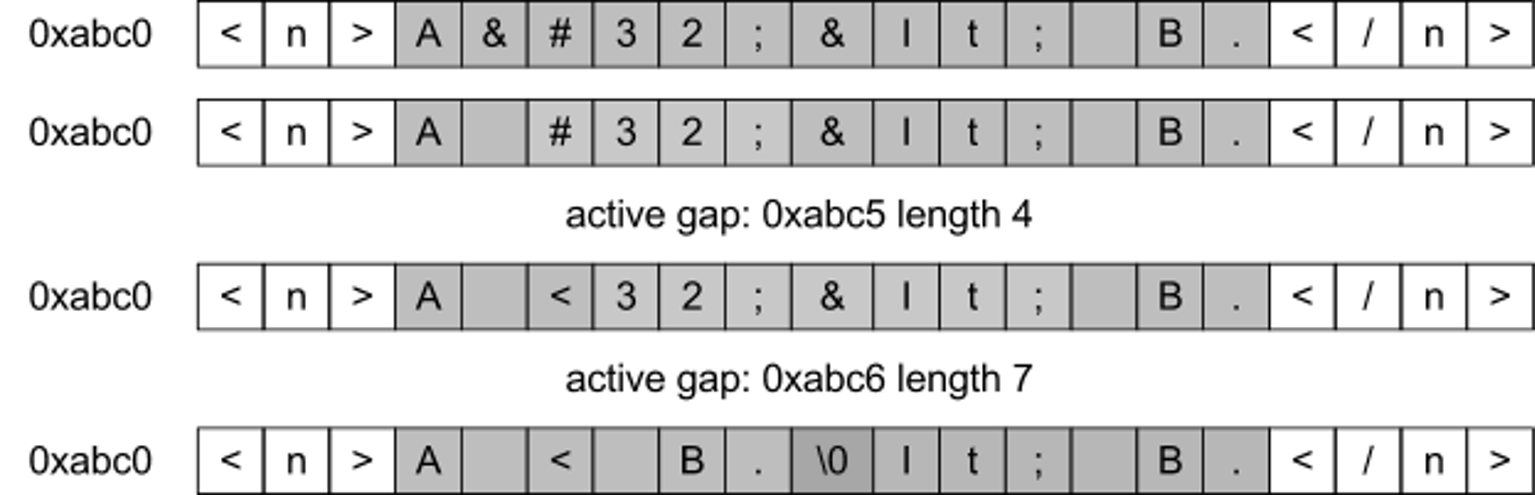 0xabc0 < n > A & # 3 2 ; & l t ; B . < / n >
0xabc0 < n > A # 3 2 ; & l t ; B . < / n >
active gap: 0xabc5 length 4
0xabc0 < n > A < 3 2 ; & l t ; B . < / n >
active gap: 0xabc6 length 7
0xabc0 < n > A < B . \0 l t ; B . < / n >